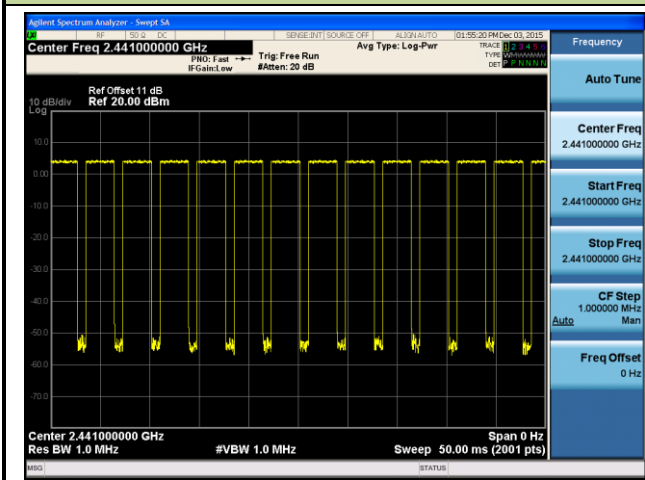 Agilent Spectrum Analyzer - Swept SA
RF 50 Ω DC SENSE:INT SOURCE OFF ALIGN AUTO 01:55:20 PM Dec 03, 2015
Center Freq 2.441000000 GHz
PNO: Fast
IFGain:Low
Trig: Free Run
#Atten: 20 dB
Avg Type: Log-Pwr
TRACE 1 2 3 4 5 6
TYPE
DET P P N N N N
Ref Offset 11 dB
10 dB/div Ref 20.00 dBm
Log
10.0
0.00
-10.0
-20.0
-30.0
-40.0
-50.0
-60.0
-70.0
Center 2.441000000 GHz Span 0 Hz
Res BW 1.0 MHz #VBW 1.0 MHz Sweep 50.00 ms (2001 pts)
MSG STATUS
Frequency
Auto Tune
Center Freq
2.441000000 GHz
Start Freq
2.441000000 GHz
Stop Freq
2.441000000 GHz
CF Step
1.000000 MHz
Auto Man
Freq Offset
0 Hz